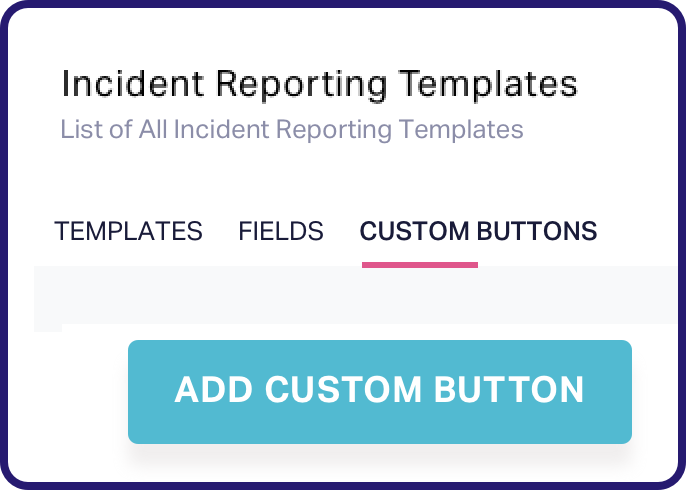 Incident Reporting Templates
List of All Incident Reporting Templates
TEMPLATES FIELDS CUSTOM BUTTONS
ADD CUSTOM BUTTON